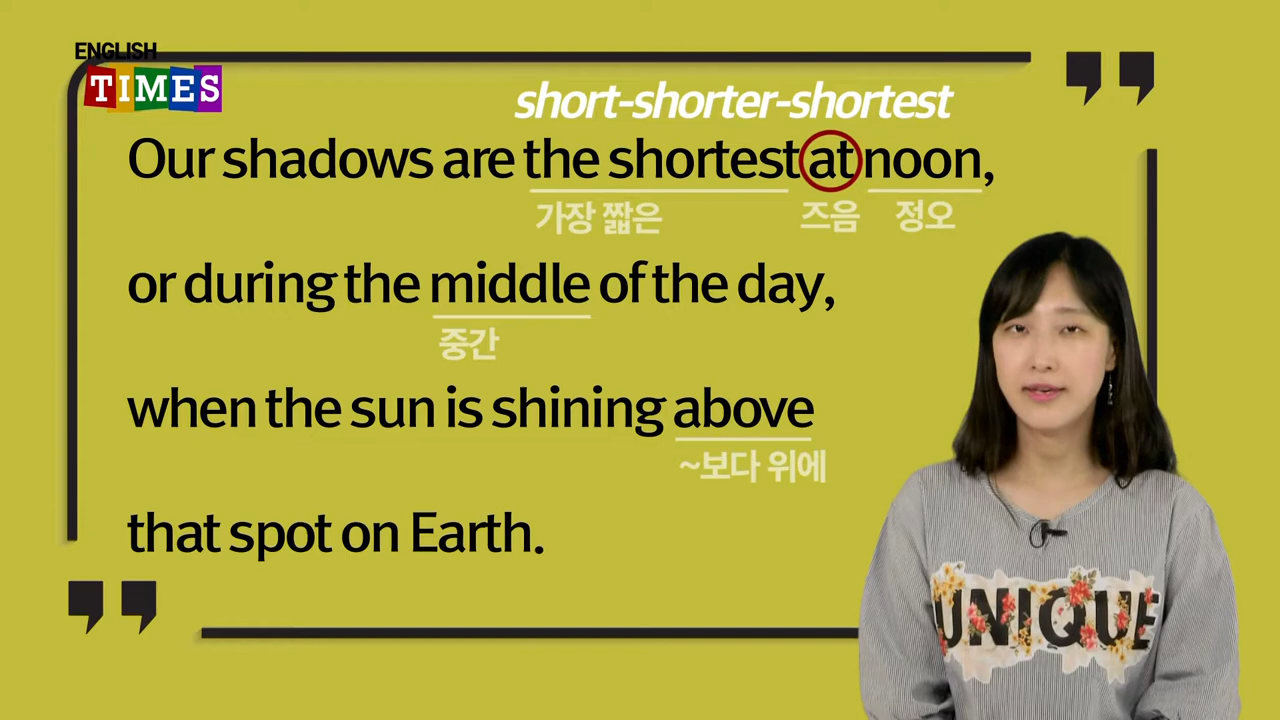 ENGLISH
TIMES
short-shorter-shortest
Our shadows are the shortest at noon,
가장 짧은 즈음 정오
or during the middle of the day,
중간
when the sun is shining above
~보다 위에
that spot on Earth.
UNIQUE